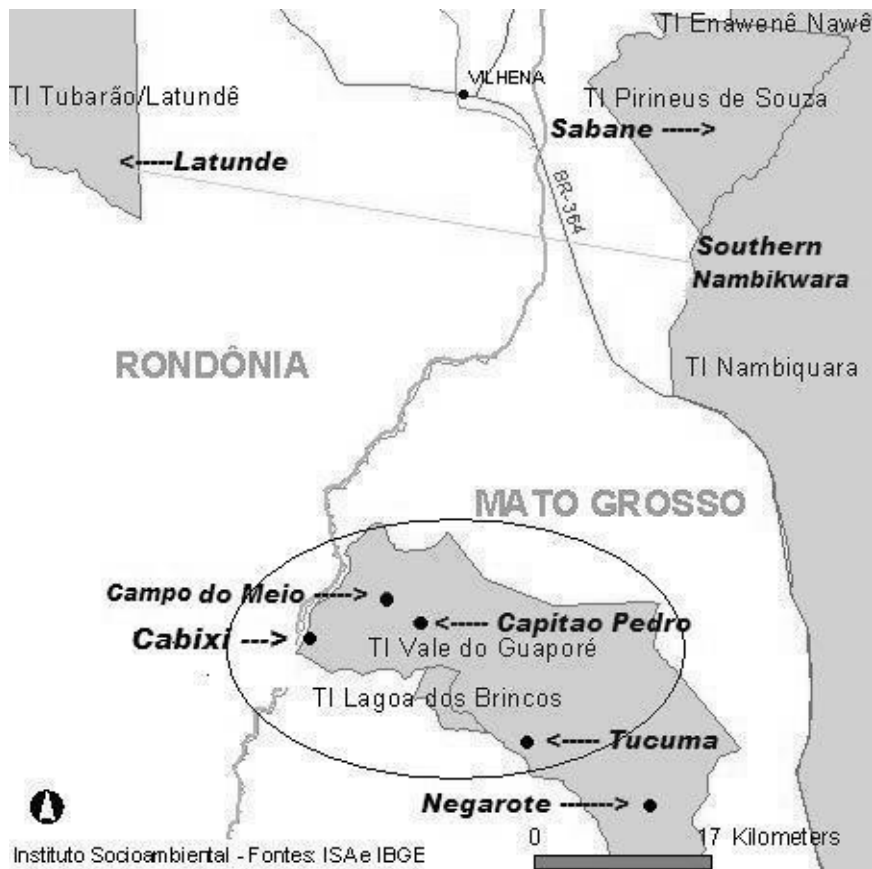 TI Enawenê Nawê
VILHENA
TI Tubarão/Latundê
TI Pirineus de Souza
Sabane ----->
<-----Latunde
BR-364
Southern
Nambikwara
RONDÔNIA
TI Nambiquara
MATO GROSSO
Campo do Meio ----->
<----- Capitao Pedro
Cabixi --->
TI Vale do Guaporé
TI Lagoa dos Brincos
<----- Tucuma
Negarote ------->
0 17 Kilometers
Instituto Socioambiental - Fontes: ISA e IBGE